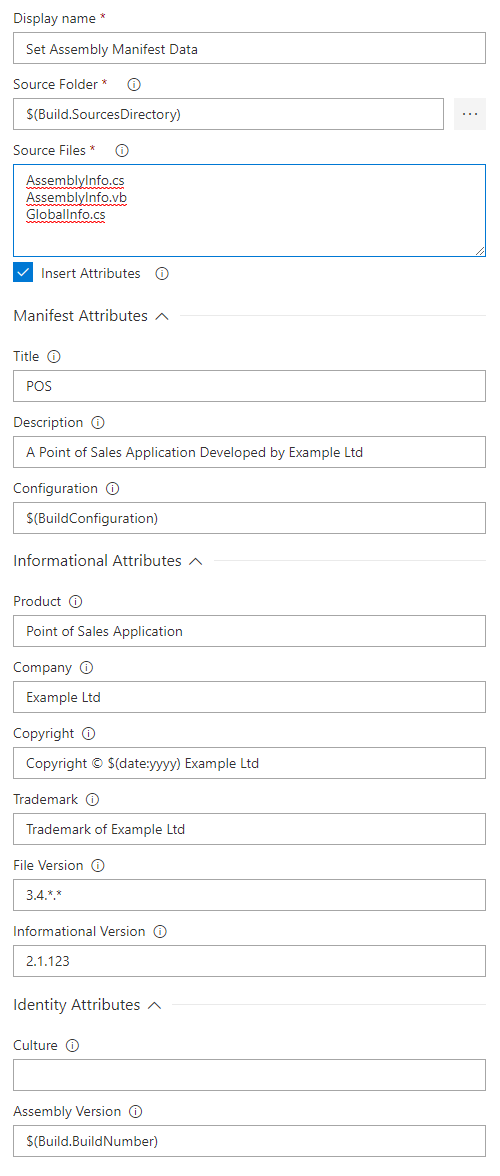 Display name *
Set Assembly Manifest Data
Source Folder *
$(Build.SourcesDirectory)
...
Source Files *
AssemblyInfo.cs
AssemblyInfo.vb
GlobalInfo.cs
Insert Attributes
Manifest Attributes
Title
POS
Description
A Point of Sales Application Developed by Example Ltd
Configuration
$(BuildConfiguration)
Informational Attributes
Product
Point of Sales Application
Company
Example Ltd
Copyright
Copyright © $(date:yyyy) Example Ltd
Trademark
Trademark of Example Ltd
File Version
3.4.*.*
Informational Version
2.1.123
Identity Attributes
Culture
Assembly Version
$(Build.BuildNumber)